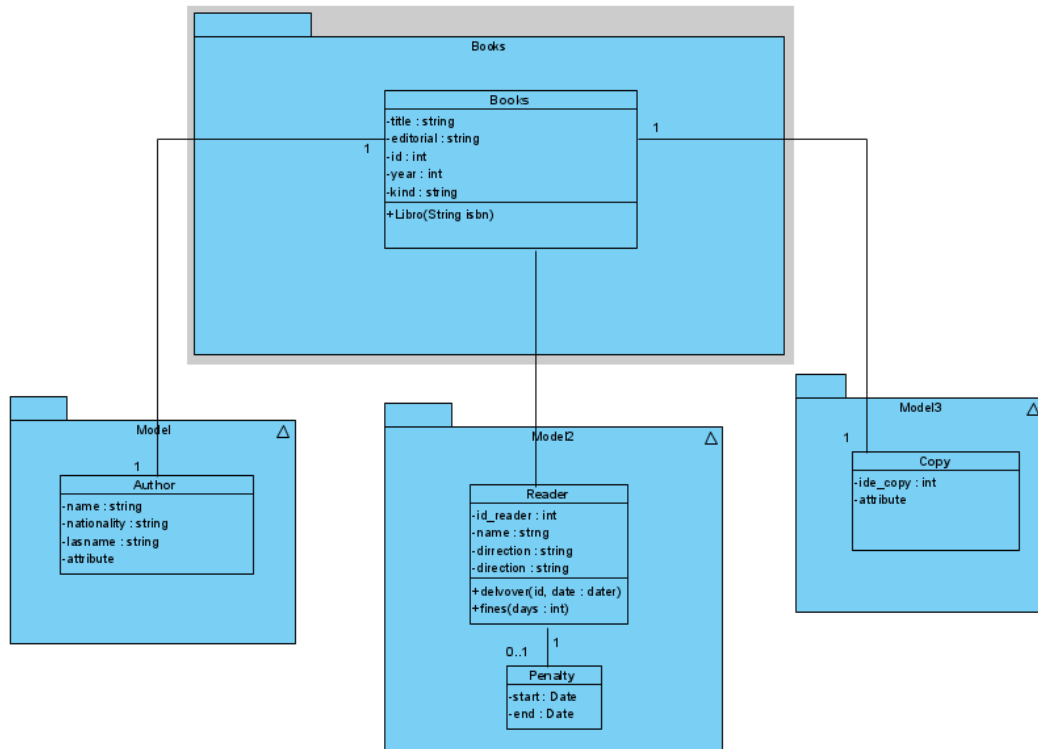 Books
Books
-title : string
-editorial : string
-id : int
-year : int
-kind : string
+Libro(String isbn)
1
1
Model
1
Author
-name : string
-nationality : string
-lasname : string
-attribute
Model2
Reader
-id_reader : int
-name : strng
-dirrection : string
-direction : string
+delvover(id, date : dater)
+fines(days : int)
1
0..1
Penalty
-start : Date
-end : Date
Model3
1
Copy
-ide_copy : int
-attribute